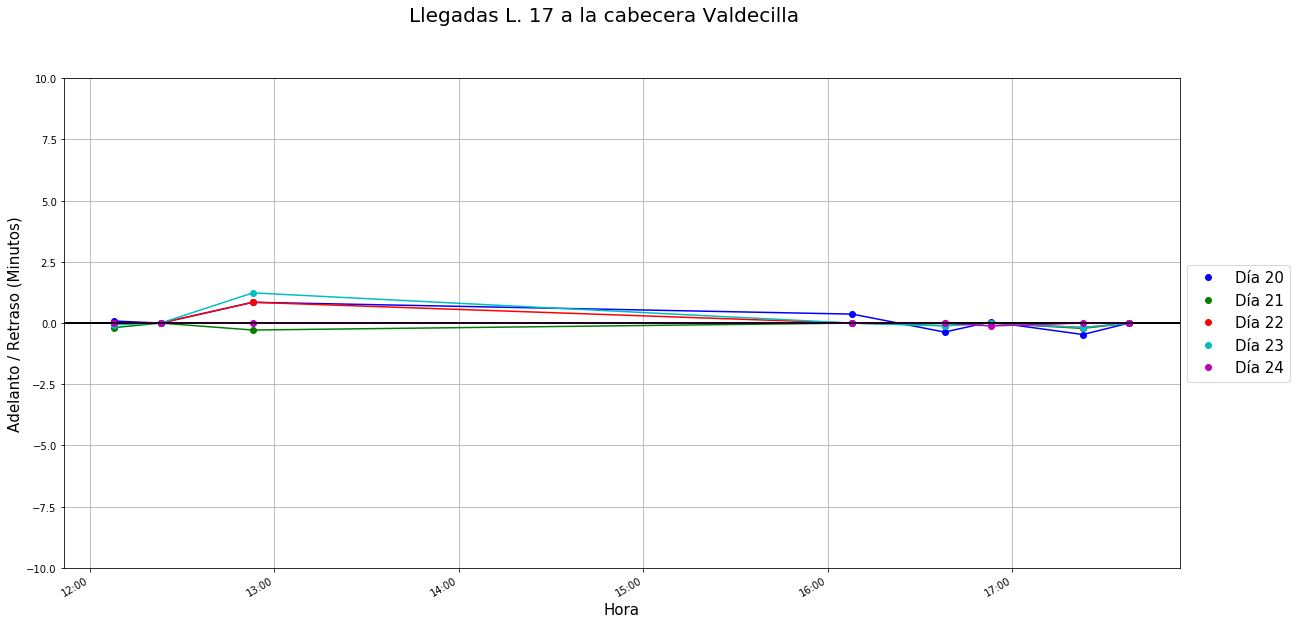 Llegadas L. 17 a la cabecera Valdecilla
Adelanto / Retraso (Minutos)
10.0
7.5
5.0
2.5
0.0
−2.5
−5.0
−7.5
−10.0
12:00
13:00
14:00
15:00
16:00
17:00
Hora
Día 20
Día 21
Día 22
Día 23
Día 24